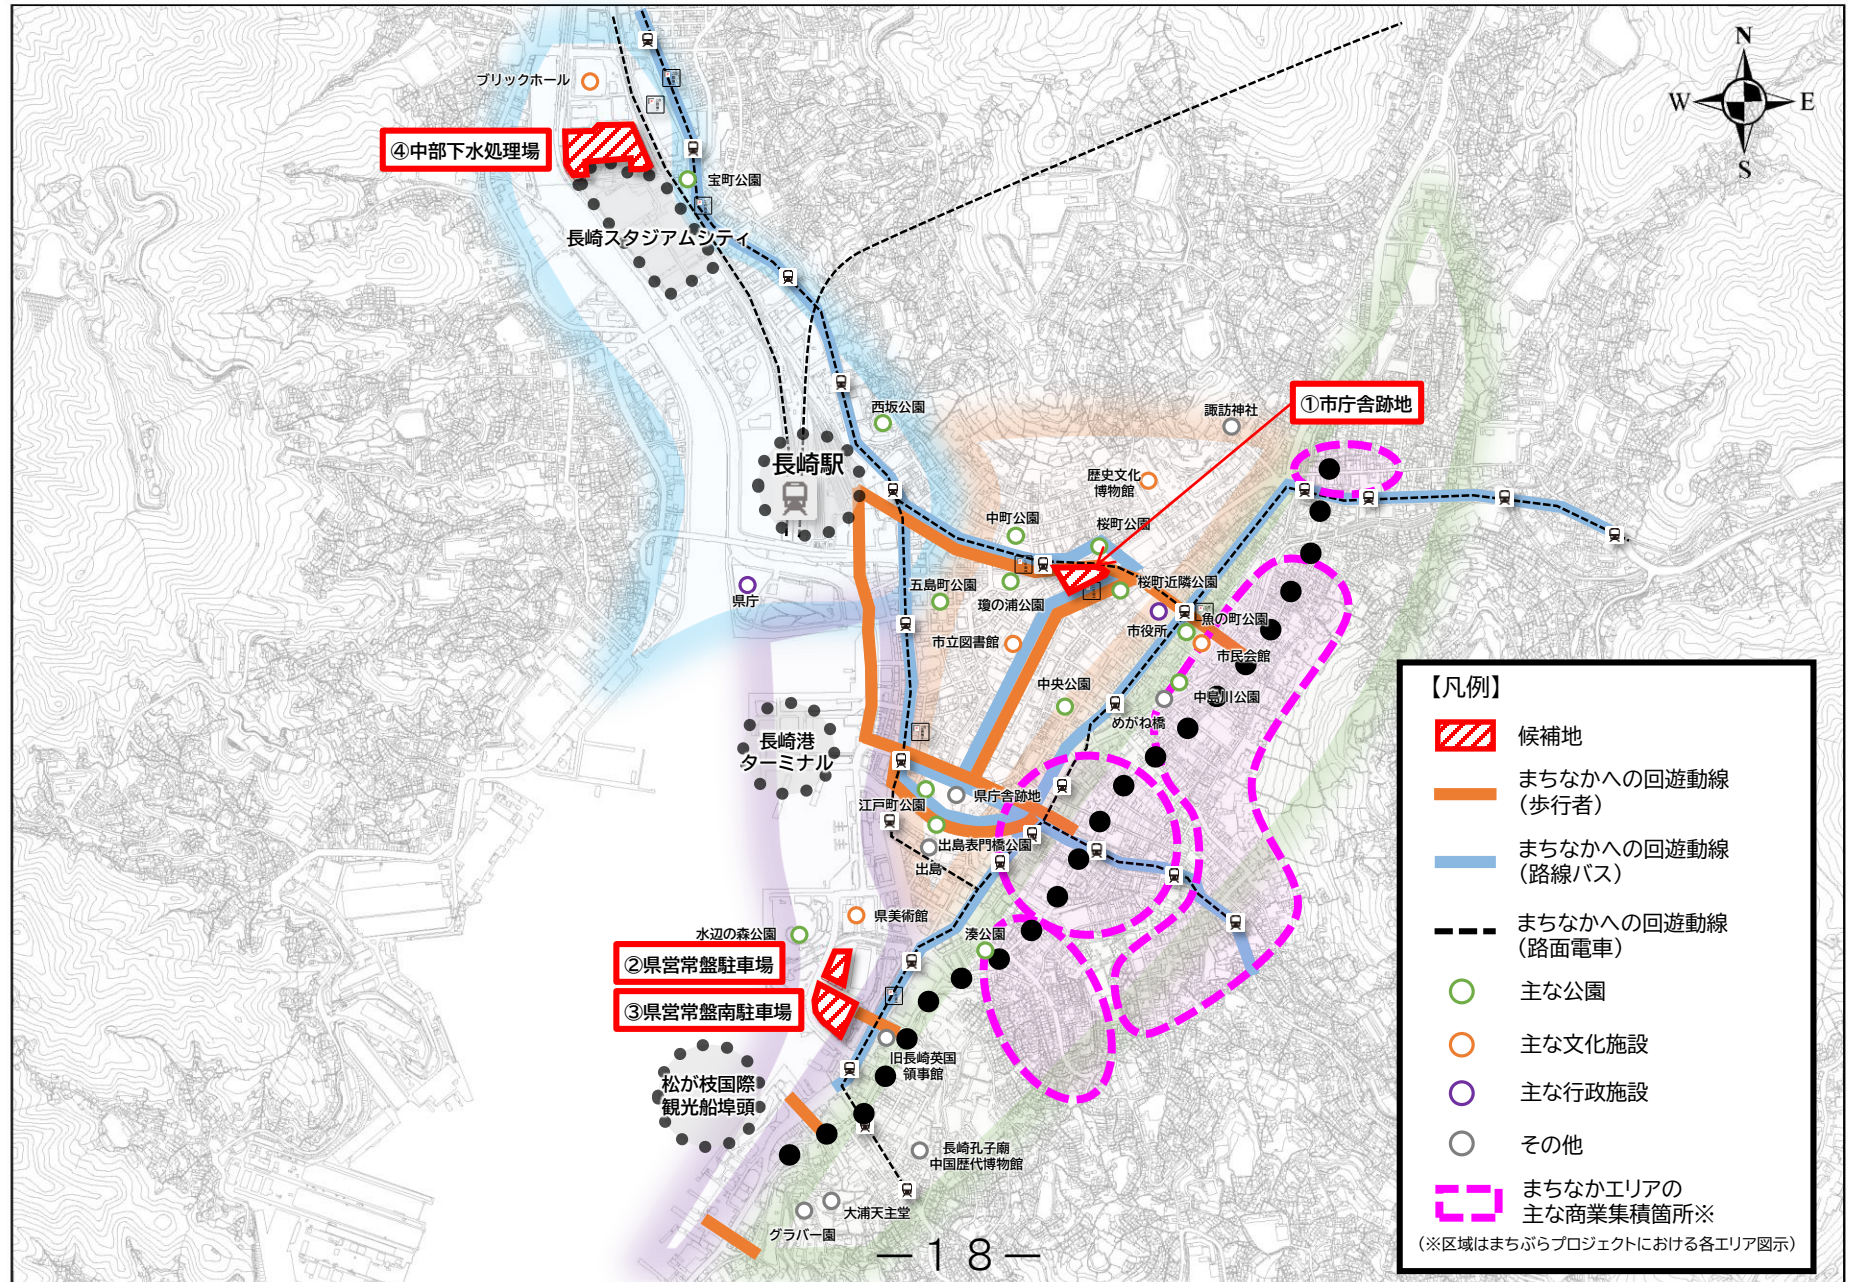 N
W
E
S
ブリックホール
④中部下水処理場
宝町公園
長崎スタジアムシティ
①市庁舎跡地
西坂公園
諏訪神社
長崎駅
歴史文化
博物館
中町公園
桜町公園
県庁
五島町公園
瓊の浦公園
桜町近隣公園
市役所
魚の町公園
市立図書館
市民会館
中央公園
中島川公園
めがね橋
長崎港
ターミナル
江戸町公園
県庁舎跡地
出島表門橋公園
出島
県美術館
水辺の森公園
湊公園
②県営常盤駐車場
③県営常盤南駐車場
旧長崎英国
領事館
松が枝国際
観光船埠頭
長崎孔子廟
中国歴代博物館
大浦天主堂
グラバー園
【凡例】
候補地
まちなかへの回遊動線
（歩行者）
まちなかへの回遊動線
（路線バス）
まちなかへの回遊動線
（路面電車）
主な公園
主な文化施設
主な行政施設
その他
まちなかエリアの
主な商業集積箇所※
（※区域はまちぶらプロジェクトにおける各エリア図示）
―１８―